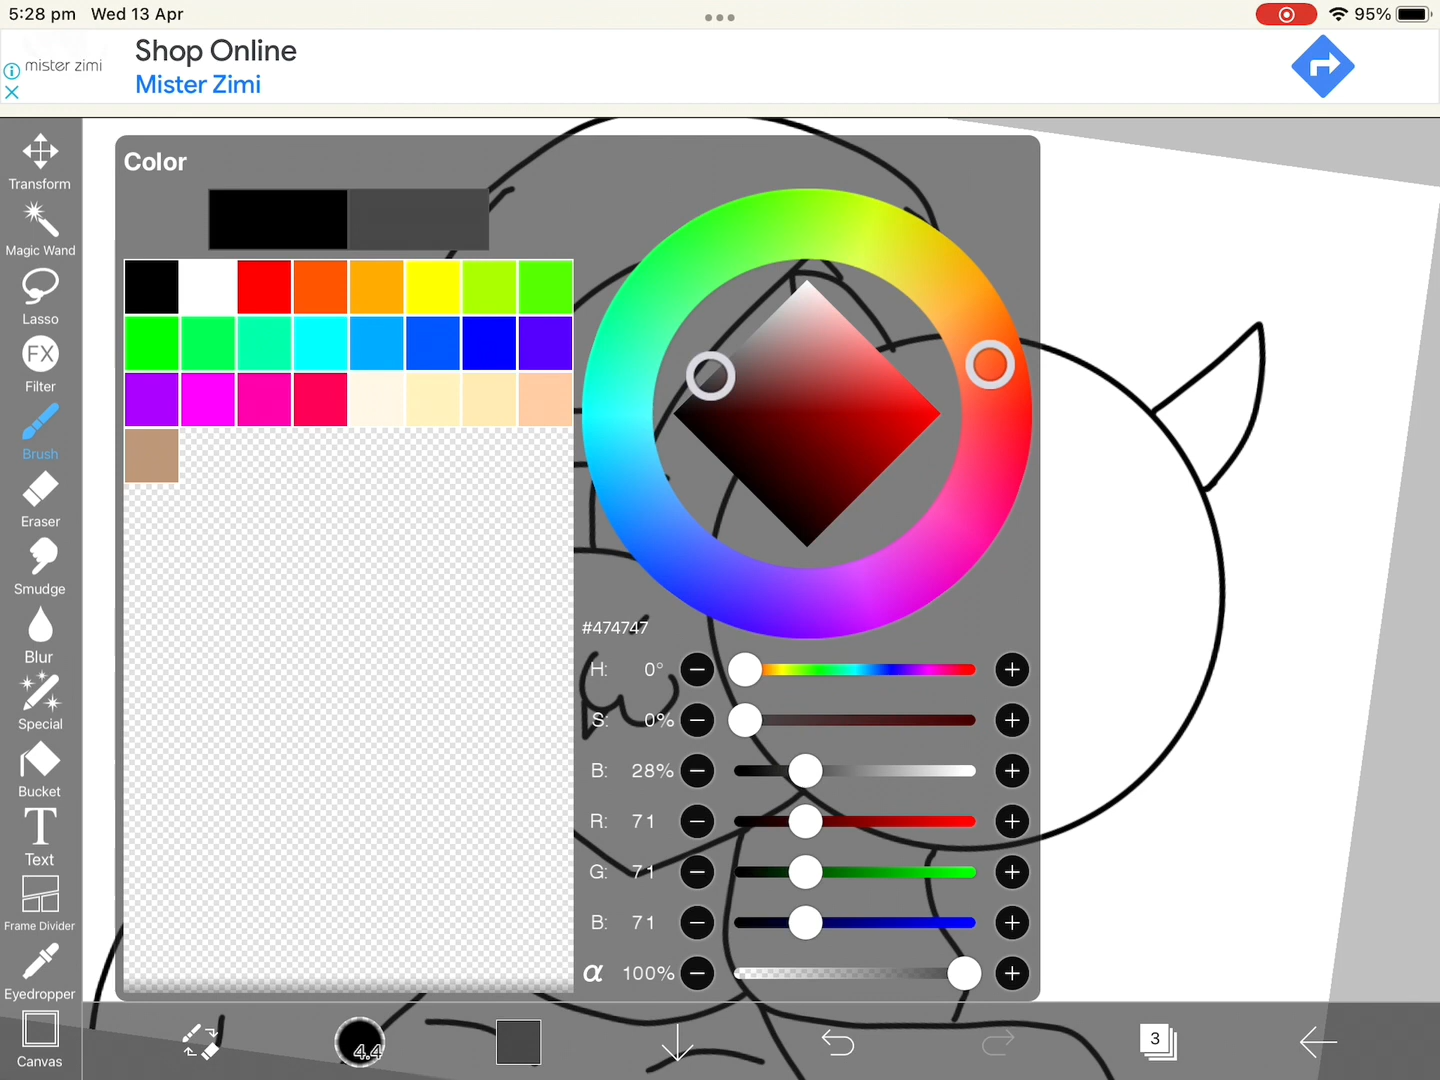 5:28 pm Wed 13 Apr
95%
mister zimi
Shop Online
Mister Zimi
Transform
Magic Wand
Lasso
FX
Filter
Brush
Eraser
Smudge
Blur
Special
Bucket
T
Text
Frame Divider
Eyedropper
Canvas
Color
#474747
H: 0°
S: 0%
B: 28%
R: 71
G: 71
B: 71
α 100%
4.4
3